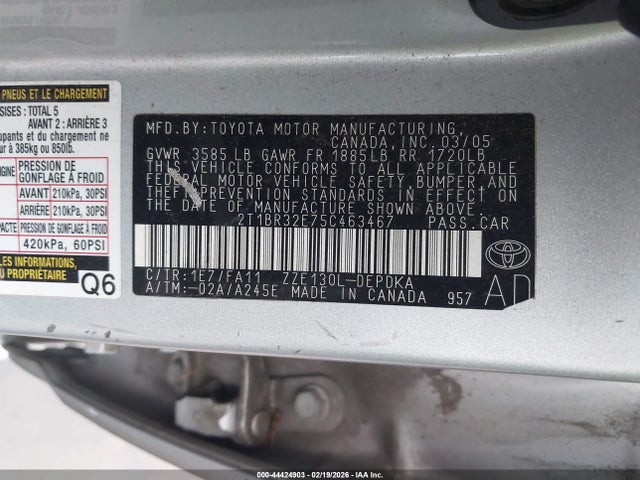 PNEUS ET LE CHARGEMENT
SISES : TOTAL 5
AVANT 2 : ARRIÈRE 3
upants et du chargement
r à 385kg ou 850lb.
PRESSION DE
GONFLAGE À FROID
AVANT 210kPa, 30PSI
ARRIÈRE 210kPa, 30PSI
PACTE PRESSION DE GONFLAGE À FROID
420kPa, 60PSI
DU PROPRIÉTAIRE
Q6
MFD.BY:TOYOTA MOTOR MANUFACTURING,
CANADA, INC. 03/05
GVWR 3585 LB GAWR FR 1885LB RR 1720LB
THIS VEHICLE CONFORMS TO ALL APPLICABLE
FEDERAL MOTOR VEHICLE SAFETY, BUMPER, AND
THEFT PREVENTION STANDARDS IN EFFECT ON
THE DATE OF MANUFACTURE SHOWN ABOVE.
2T1BR32E75C463467 PASS.CAR
C/TR:1E7/FA11 ZZE130L-DEPDKA
A/TM:-02A/A245E MADE IN CANADA 957
AD
000-44424903 - 02/19/2026 - IAA, Inc.